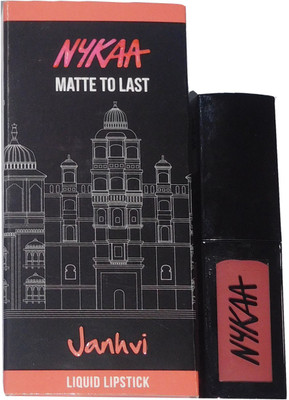 NYKAA
MATTE TO LAST
Janhvi
LIQUID LIPSTICK
NYKAA